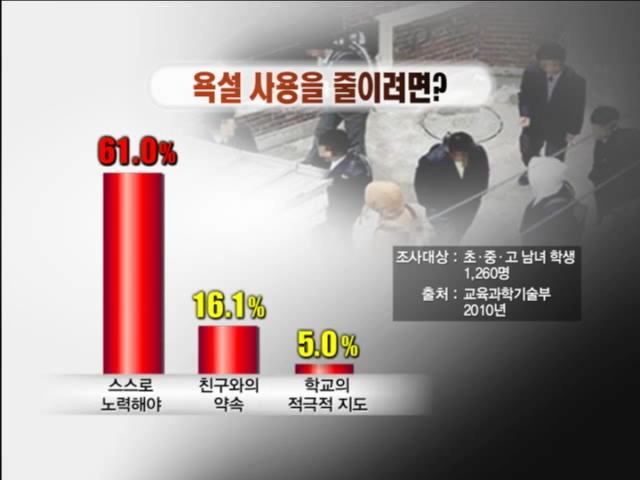 욕설 사용을 줄이려면?
61.0%
16.1%
5.0%
스스로
노력해야
친구와의
약속
학교의
적극적 지도
조사대상 : 초·중·고 남녀 학생
1,260명
출처 : 교육과학기술부
2010년